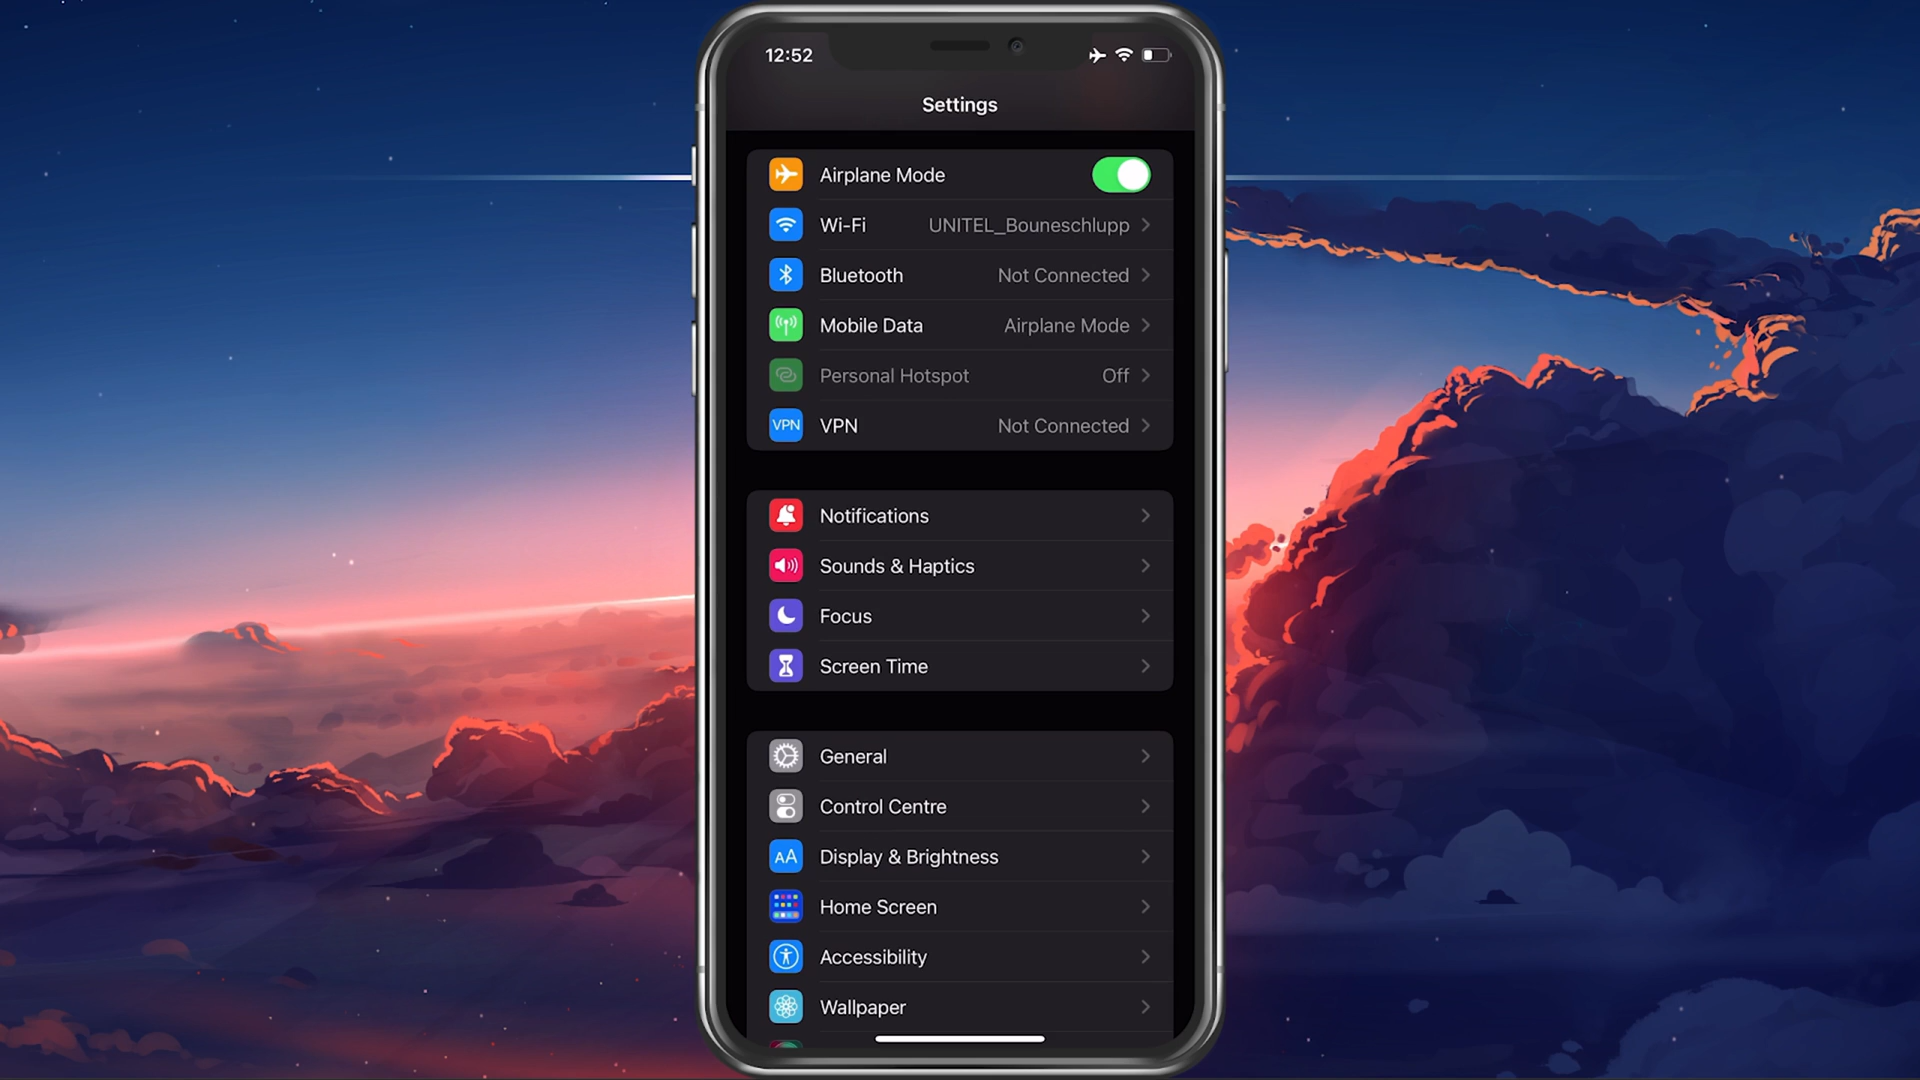 12:52
Settings
Airplane Mode
Wi-Fi UNITEL_Bouneschlupp
Bluetooth Not Connected
Mobile Data Airplane Mode
Personal Hotspot Off
VPN VPN Not Connected
Notifications
Sounds & Haptics
Focus
Screen Time
General
Control Centre
AA Display & Brightness
Home Screen
Accessibility
Wallpaper